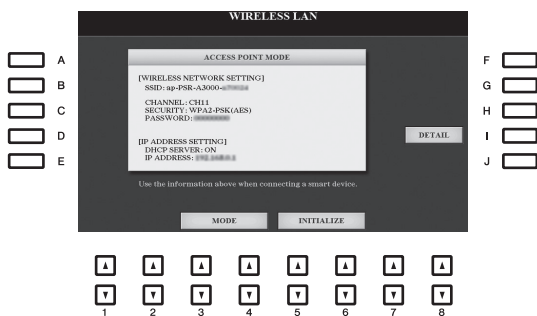 WIRELESS LAN
ACCESS POINT MODE
[WIRELESS NETWORK SETTING]
SSID: ap-PSR-A3000-
CHANNEL: CH11
SECURITY: WPA2-PSK(AES)
PASSWORD:
[IP ADDRESS SETTING]
DHCP SERVER: ON
IP ADDRESS:
Use the information above when connecting a smart device.
DETAIL
MODE INITIALIZE
A
B
C
D
E
F
G
H
I
J
1 2 3 4 5 6 7 8